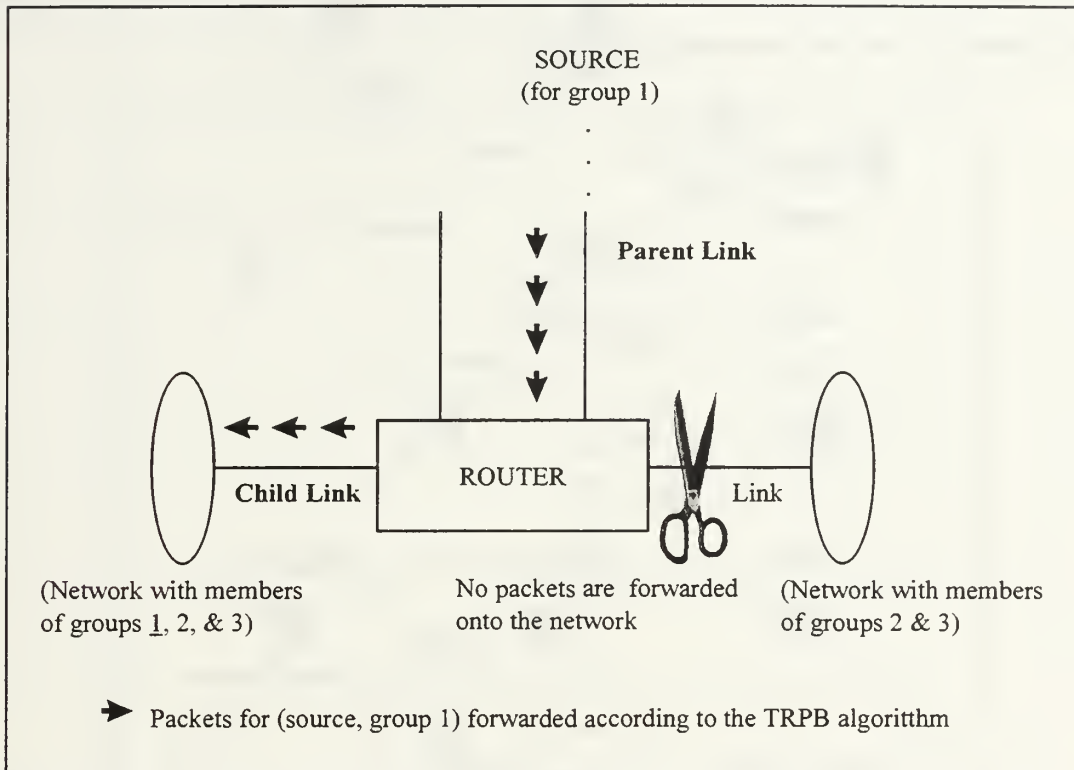 SOURCE
(for group 1)
Parent Link
ROUTER
Child Link
Link
(Network with members
of groups 1, 2, & 3)
No packets are forwarded
onto the network
(Network with members
of groups 2 & 3)
Packets for (source, group 1) forwarded according to the TRPB algoritthm